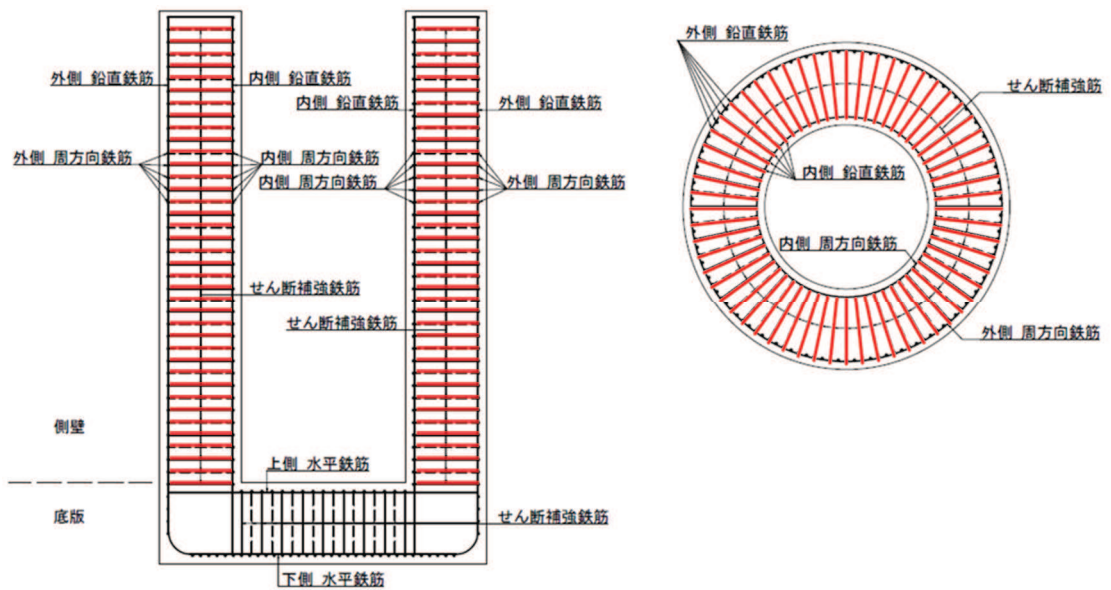 外側 鉛直鉄筋
内側 鉛直鉄筋
内側 鉛直鉄筋
外側 鉛直鉄筋
外側 周方向鉄筋
内側 周方向鉄筋
内側 周方向鉄筋
外側 周方向鉄筋
せん断補強鉄筋
せん断補強鉄筋
側壁
上側 水平鉄筋
底版
せん断補強鉄筋
下側 水平鉄筋
外側 鉛直鉄筋
せん断補強筋
内側 鉛直鉄筋
内側 周方向鉄筋
外側 周方向鉄筋